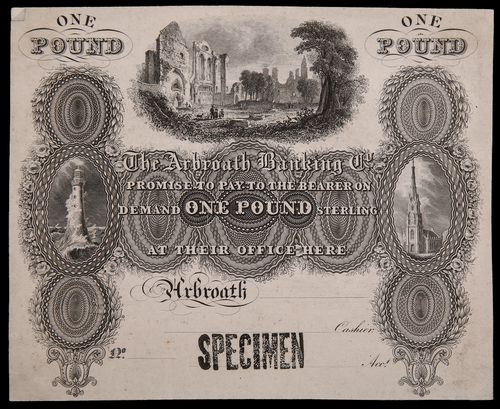 ONE
POUND
ONE
POUND
The Arbroath Banking Co.
PROMISE TO PAY TO THE BEARER ON
DEMAND ONE POUND STERLING
AT THEIR OFFICE HERE
Arbroath
Cashier
No.
SPECIMEN
Acct.